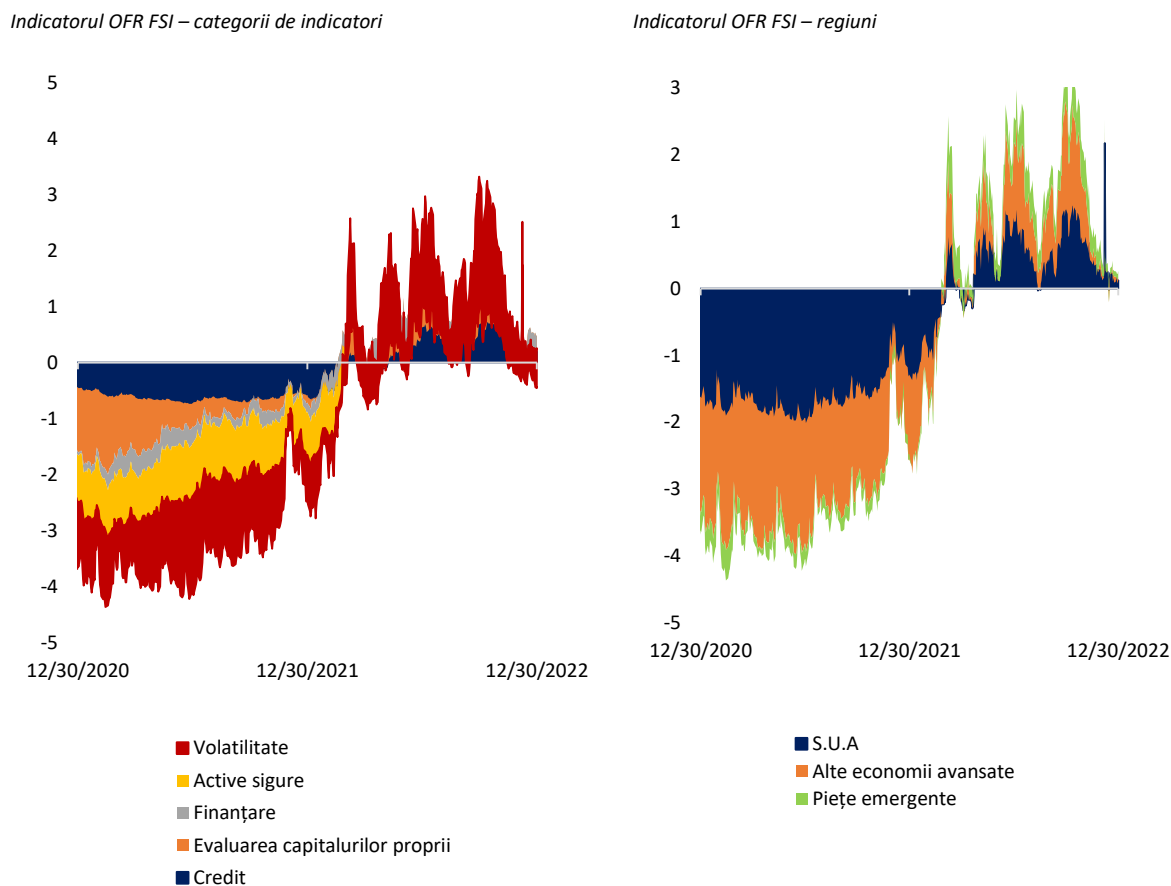 Indicatorul OFR FSI – categorii de indicatori
5
4
3
2
1
0
-1
-2
-3
-4
-5
12/30/2020
12/30/2021
12/30/2022
Volatilitate
Active sigure
Finanțare
Evaluarea capitalurilor proprii
Credit
Indicatorul OFR FSI – regiuni
3
2
1
0
-1
-2
-3
-4
-5
12/30/2020
12/30/2021
12/30/2022
S.U.A
Alte economii avansate
Piețe emergente